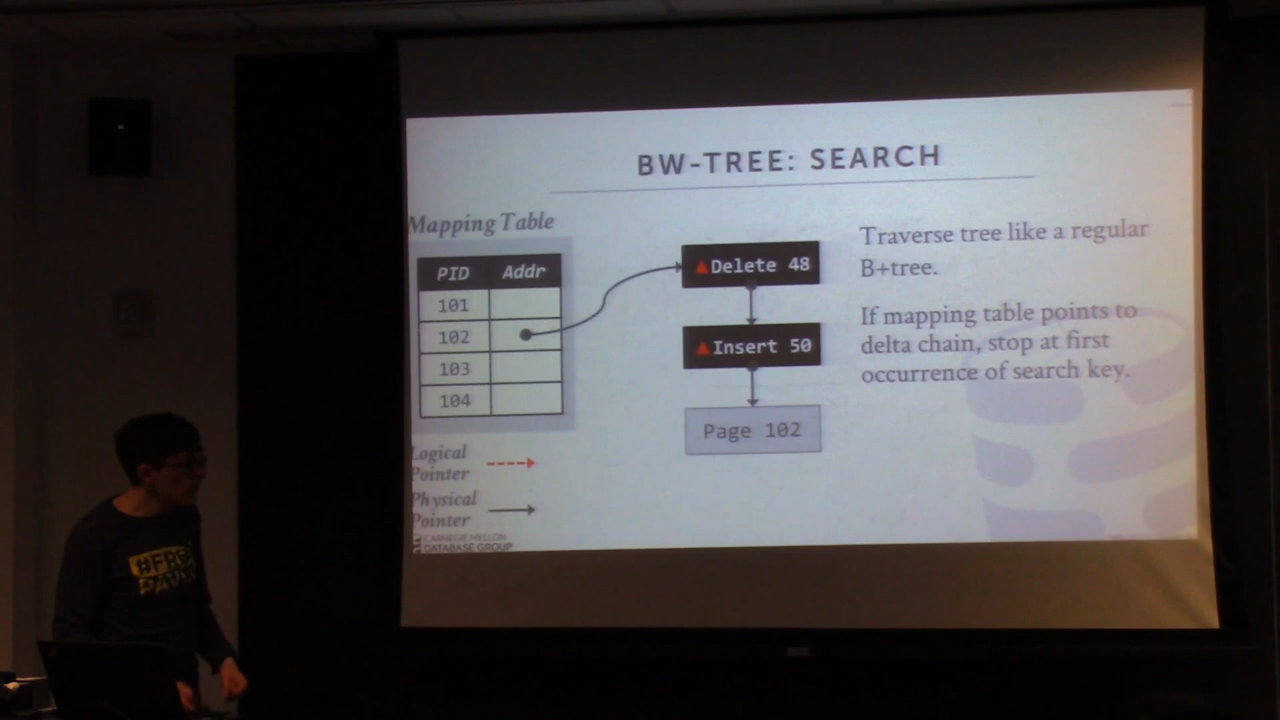 BW-TREE: SEARCH
Mapping Table
PID Addr
101
102
103
104
Logical
Pointer
Physical
Pointer
CARNEGIE MELLON
DATABASE GROUP
▲Delete 48
▲Insert 50
Page 102
Traverse tree like a regular
B+tree.
If mapping table points to
delta chain, stop at first
occurrence of search key.
#FREE